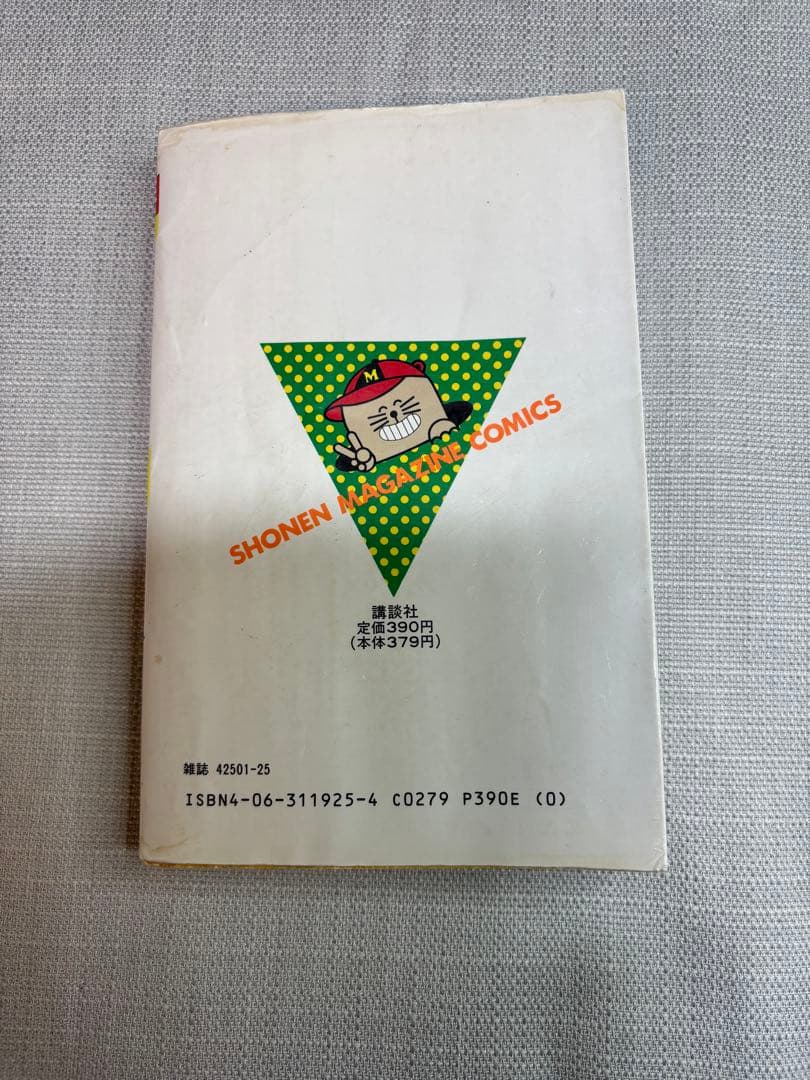 M
SHONEN MAGAZINE COMICS
講談社
定価390円
(本体379円)
雑誌 42501-25
ISBN4-06-311925-4 C0279 P390E (0)